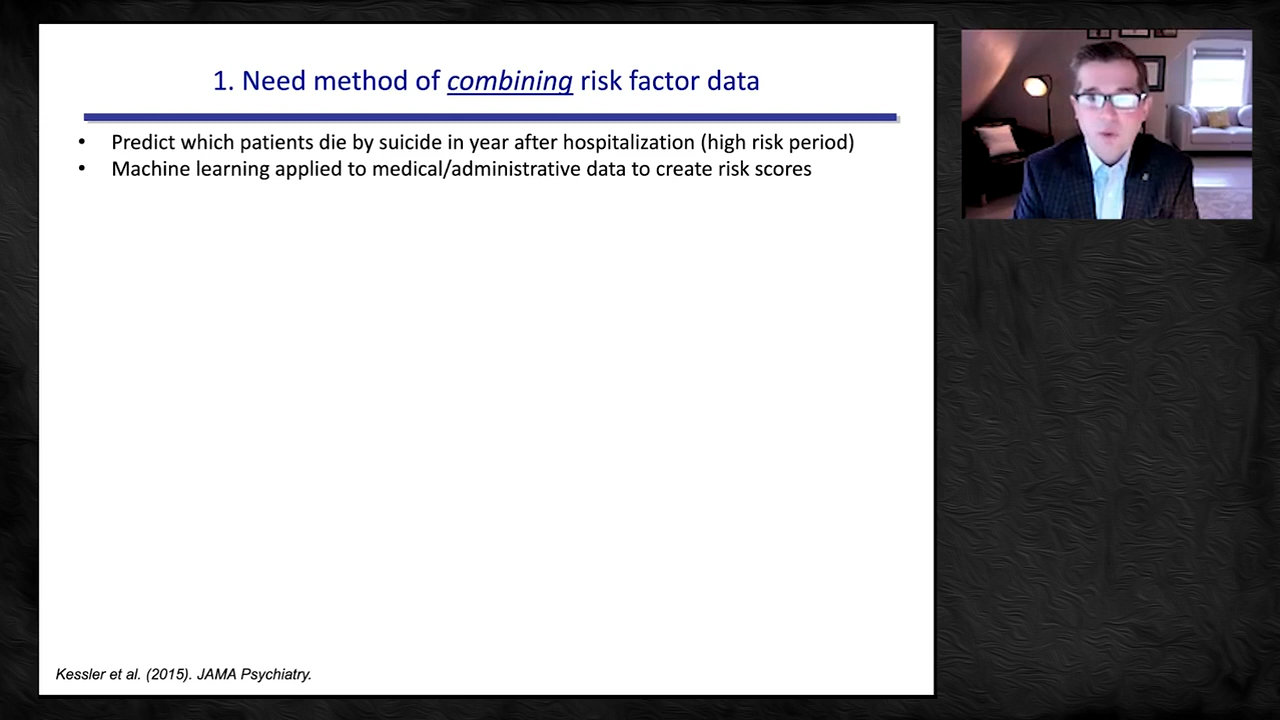 1. Need method of combining risk factor data
• Predict which patients die by suicide in year after hospitalization (high risk period)
• Machine learning applied to medical/administrative data to create risk scores
Kessler et al. (2015). JAMA Psychiatry.